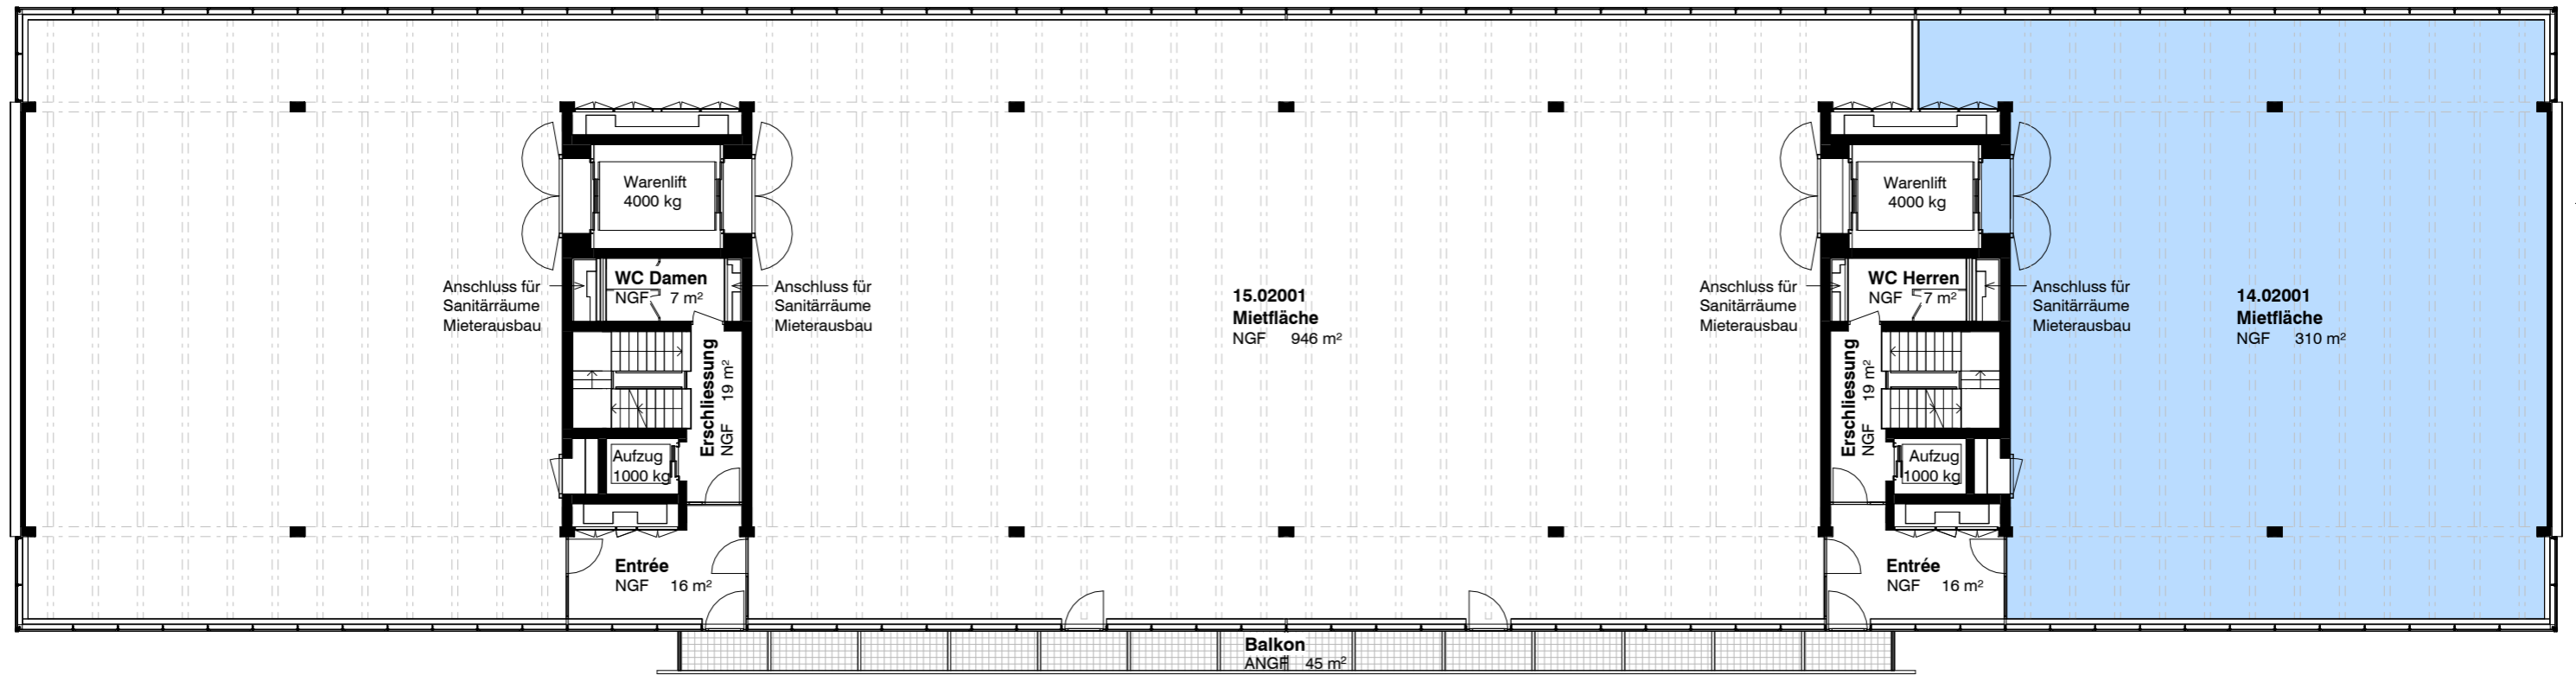 Warenlift
4000 kg
WC Damen
NGF 7 m²
Anschluss für
Sanitärräume
Mieterausbau
Anschluss für
Sanitärräume
Mieterausbau
Erschliessung
NGF 19 m²
Aufzug
1000 kg
Entrée
NGF 16 m²
15.02001
Mietfläche
NGF 946 m²
Balkon
ANGF 45 m²
Warenlift
4000 kg
WC Herren
NGF 7 m²
Anschluss für
Sanitärräume
Mieterausbau
Anschluss für
Sanitärräume
Mieterausbau
Erschliessung
NGF 19 m²
Aufzug
1000 kg
Entrée
NGF 16 m²
14.02001
Mietfläche
NGF 310 m²